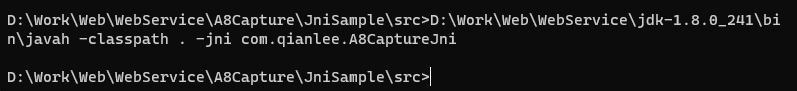 D:\Work\Web\WebService\A8Capture\JniSample\src>D:\Work\Web\WebService\jdk-1.8.0_241\bi
n\javah -classpath . -jni com.qianlee.A8CaptureJni
D:\Work\Web\WebService\A8Capture\JniSample\src>